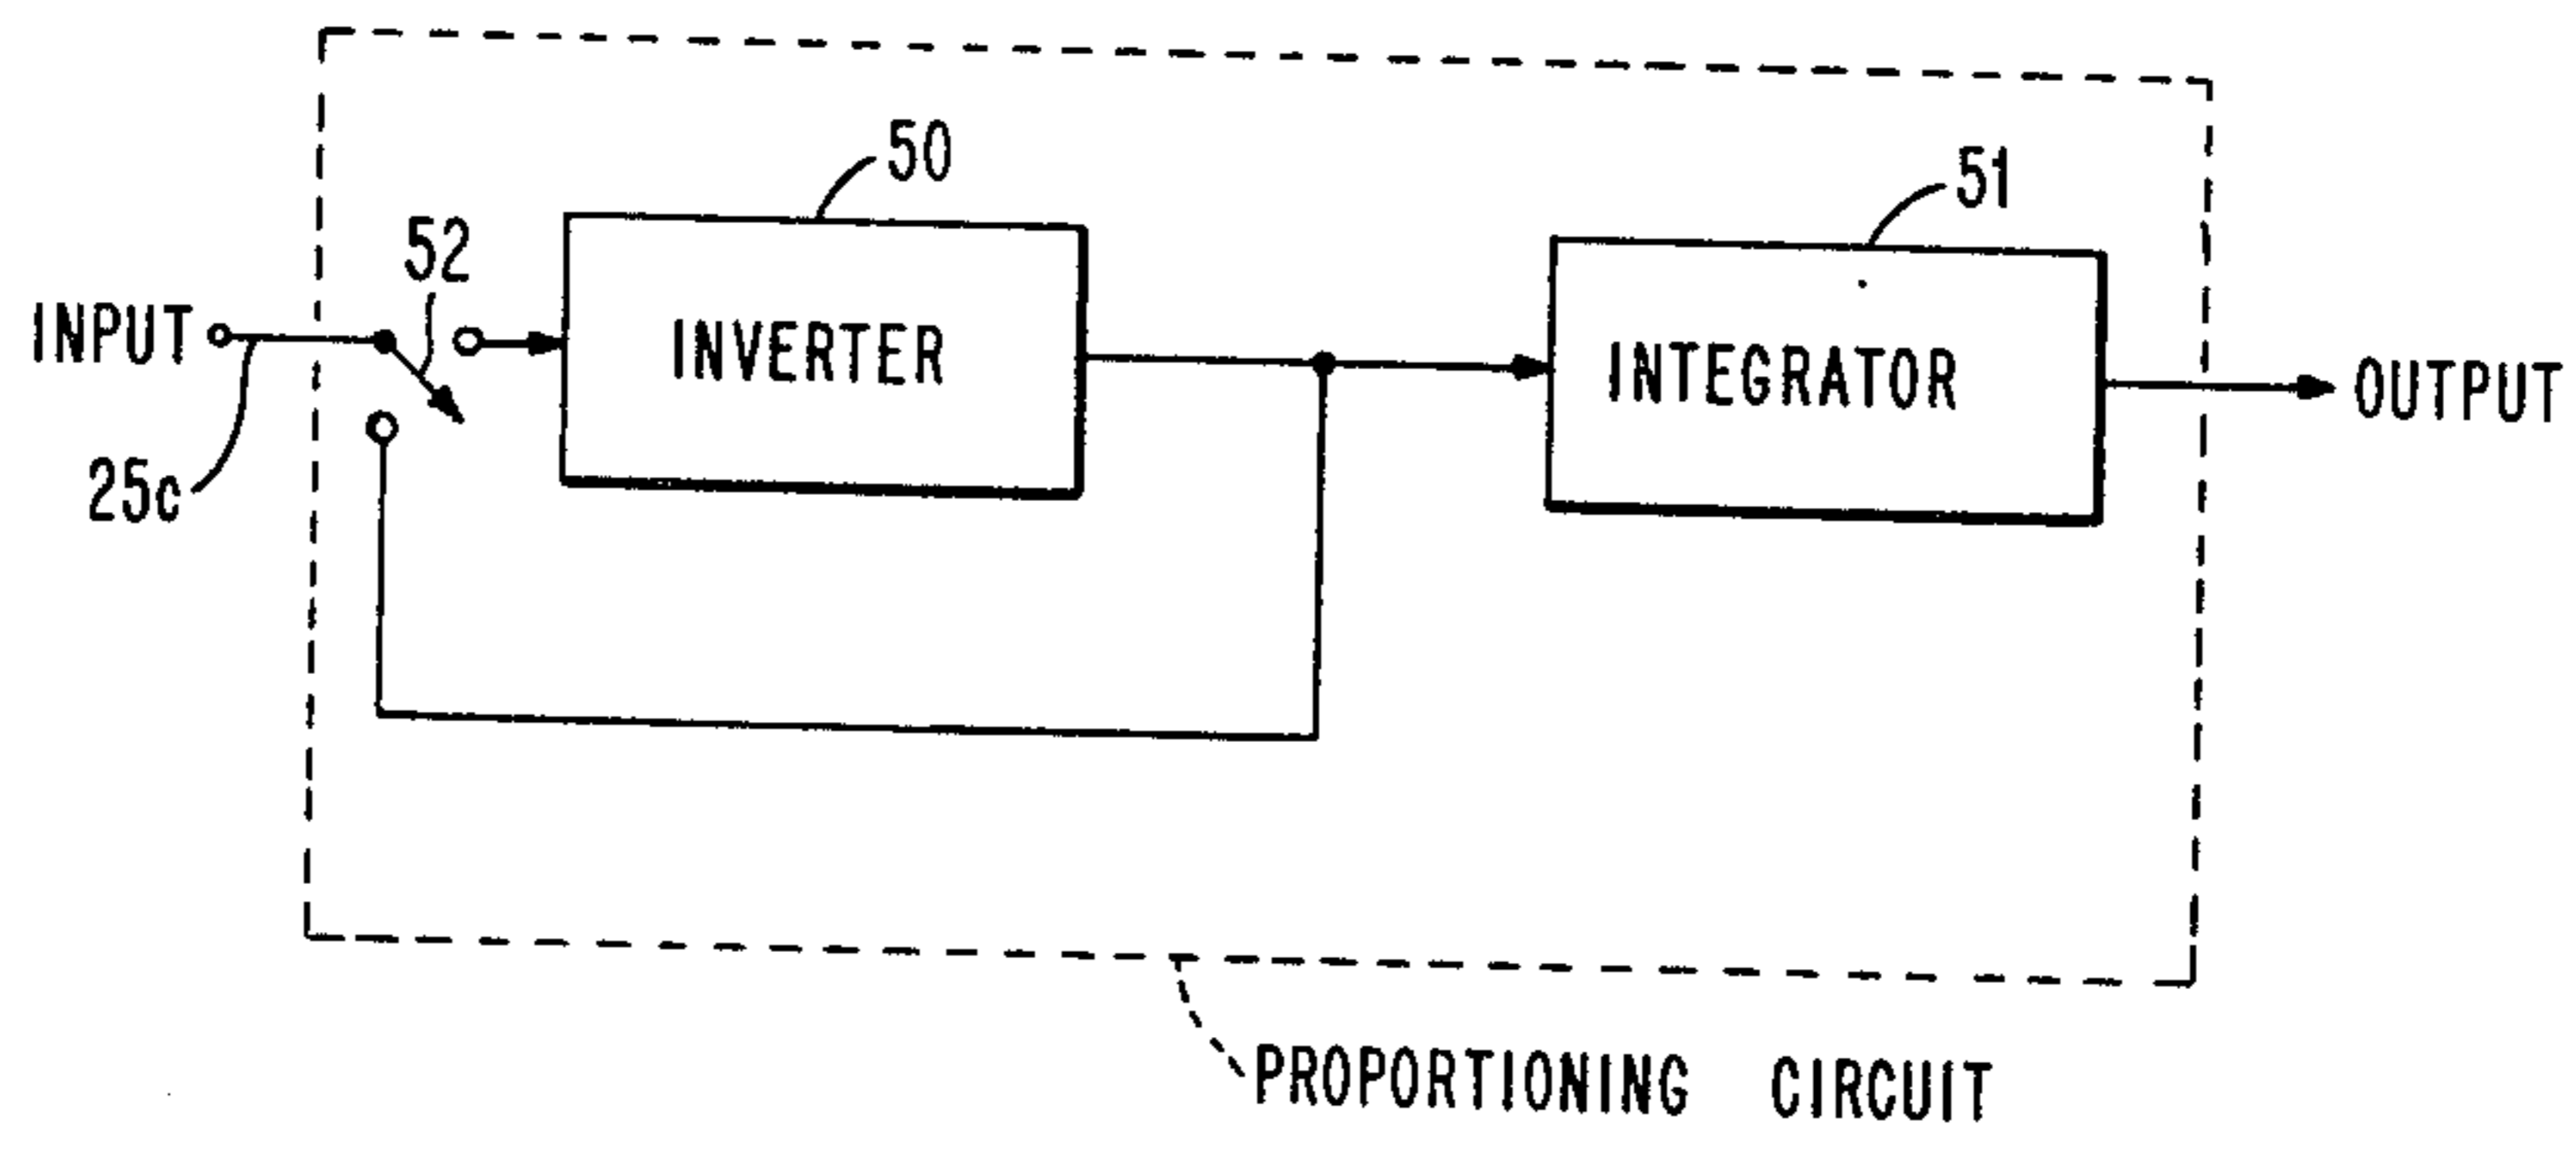 50
51
52
INPUT
INVERTER
INTEGRATOR
OUTPUT
25c
PROPORTIONING CIRCUIT